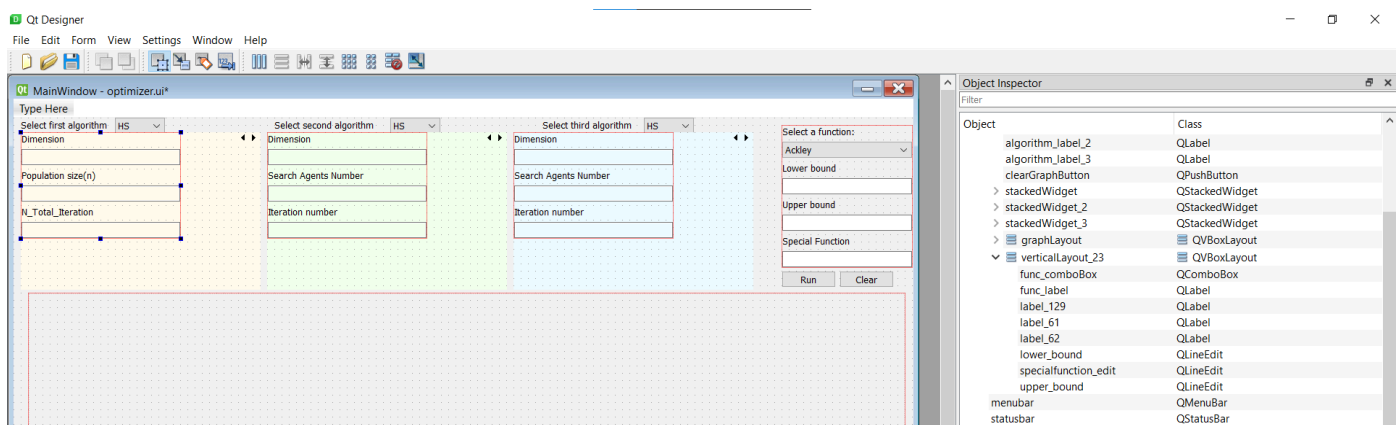 Qt Designer
File Edit Form View Settings Window Help
MainWindow - optimizer.ui*
Type Here
Select first algorithm HS Select second algorithm HS Select third algorithm HS
Dimension Dimension Dimension
Population size(n) Search Agents Number Search Agents Number
N_Total_Iteration Iteration number Iteration number
Select a function:
Ackley
Lower bound
Upper bound
Special Function
Run Clear
Object Inspector
Filter
Object Class
algorithm_label_2 QLabel
algorithm_label_3 QLabel
clearGraphButton QPushButton
stackedWidget QStackedWidget
stackedWidget_2 QStackedWidget
stackedWidget_3 QStackedWidget
graphLayout QVBoxLayout
verticalLayout_23 QVBoxLayout
func_comboBox QComboBox
func_label QLabel
label_129 QLabel
label_61 QLabel
label_62 QLabel
lower_bound QLineEdit
specialfunction_edit QLineEdit
upper_bound QLineEdit
menubar QMenuBar
statusbar QStatusBar